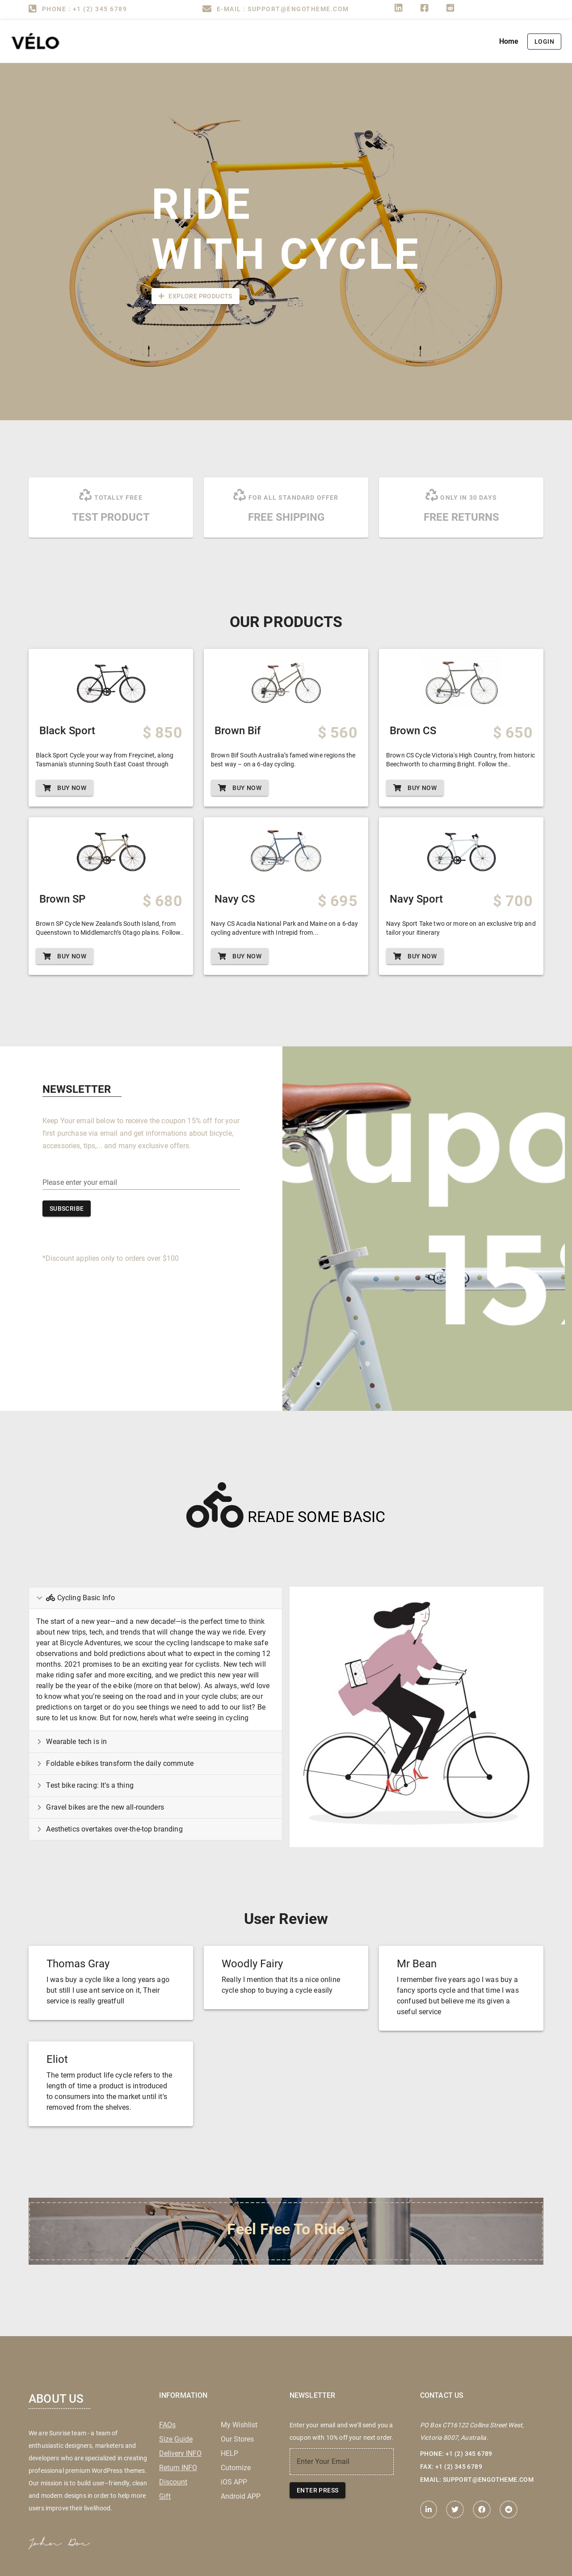 PHONE : +1 (2) 345 6789
E-MAIL : SUPPORT@ENGOTHEME.COM
VÉLO
Home
LOGIN
RIDE
WITH CYCLE
EXPLORE PRODUCTS
TOTALLY FREE
TEST PRODUCT
FOR ALL STANDARD OFFER
FREE SHIPPING
ONLY IN 30 DAYS
FREE RETURNS
OUR PRODUCTS
Black Sport
$ 850
Black Sport Cycle your way from Freycinet, along
Tasmania's stunning South East Coast through
BUY NOW
Brown Bif
$ 560
Brown Bif South Australia's famed wine regions the
best way – on a 6-day cycling.
BUY NOW
Brown CS
$ 650
Brown CS Cycle Victoria's High Country, from historic
Beechworth to charming Bright. Follow the..
BUY NOW
Brown SP
$ 680
Brown SP Cycle New Zealand's South Island, from
Queenstown to Middlemarch's Otago plains. Follow..
BUY NOW
Navy CS
$ 695
Navy CS Acadia National Park and Maine on a 6-day
cycling adventure with Intrepid from...
BUY NOW
Navy Sport
$ 700
Navy Sport Take two or more on an exclusive trip and
tailor your itinerary
BUY NOW
NEWSLETTER
Keep Your email below to receive the coupon 15% off for your
first purchase via email and get informations about bicycle,
accessories, tips,... and many exclusive offers.
Please enter your email
SUBSCRIBE
*Discount applies only to orders over $100
oupo
15%
READE SOME BASIC
Cycling Basic Info
The start of a new year—and a new decade!—is the perfect time to think
about new trips, tech, and trends that will change the way we ride. Every
year at Bicycle Adventures, we scour the cycling landscape to make safe
observations and bold predictions about what to expect in the coming 12
months. 2021 promises to be an exciting year for cyclists. New tech will
make riding safer and more exciting, and we predict this new year will
really be the year of the e-bike (more on that below). As always, we'd love
to know what you're seeing on the road and in your cycle clubs; are our
predictions on target or do you see things we need to add to our list? Be
sure to let us know. But for now, here's what we're seeing in cycling
Wearable tech is in
Foldable e-bikes transform the daily commute
Test bike racing: It's a thing
Gravel bikes are the new all-rounders
Aesthetics overtakes over-the-top branding
User Review
Thomas Gray
I was buy a cycle like a long years ago
but still I use ant service on it, Their
service is really greatfull
Woodly Fairy
Really I mention that its a nice online
cycle shop to buying a cycle easily
Mr Bean
I remember five years ago I was buy a
fancy sports cycle and that time I was
confused but believe me its given a
useful service
Eliot
The term product life cycle refers to the
length of time a product is introduced
to consumers into the market until it's
removed from the shelves.
Feel Free To Ride
ABOUT US
We are Sunrise team - a team of
enthusiastic designers, marketers and
developers who are specialized in creating
professional premium WordPress themes.
Our mission is to build user–friendly, clean
and modern designs in order to help more
users improve their livelihood.
John Doe
INFORMATION
FAQs
Size Guide
Delivery INFO
Return INFO
Discount
Gift
My Wishlist
Our Stores
HELP
Cutomize
iOS APP
Android APP
NEWSLETTER
Enter your email and we'll send you a
coupon with 10% off your next order.
Enter Your Email
ENTER PRESS
CONTACT US
PO Box CT16122 Collins Street West,
Victoria 8007, Australia.
PHONE: +1 (2) 345 6789
FAX: +1 (2) 345 6789
EMAIL: SUPPORT@ENGOTHEME.COM